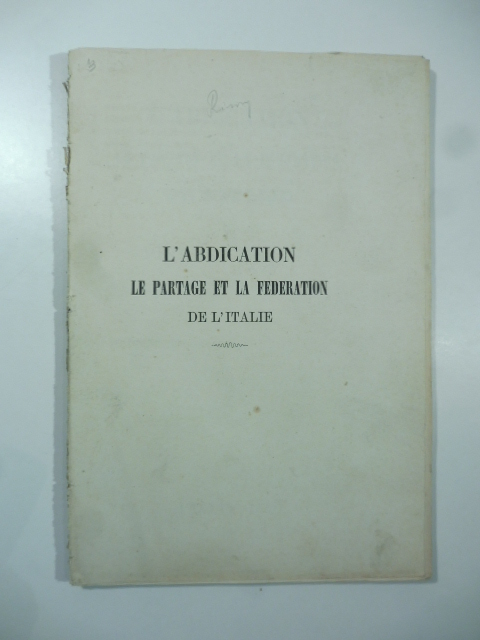 L'ABDICATION
LE PARTAGE ET LA FEDERATION
DE L'ITALIE